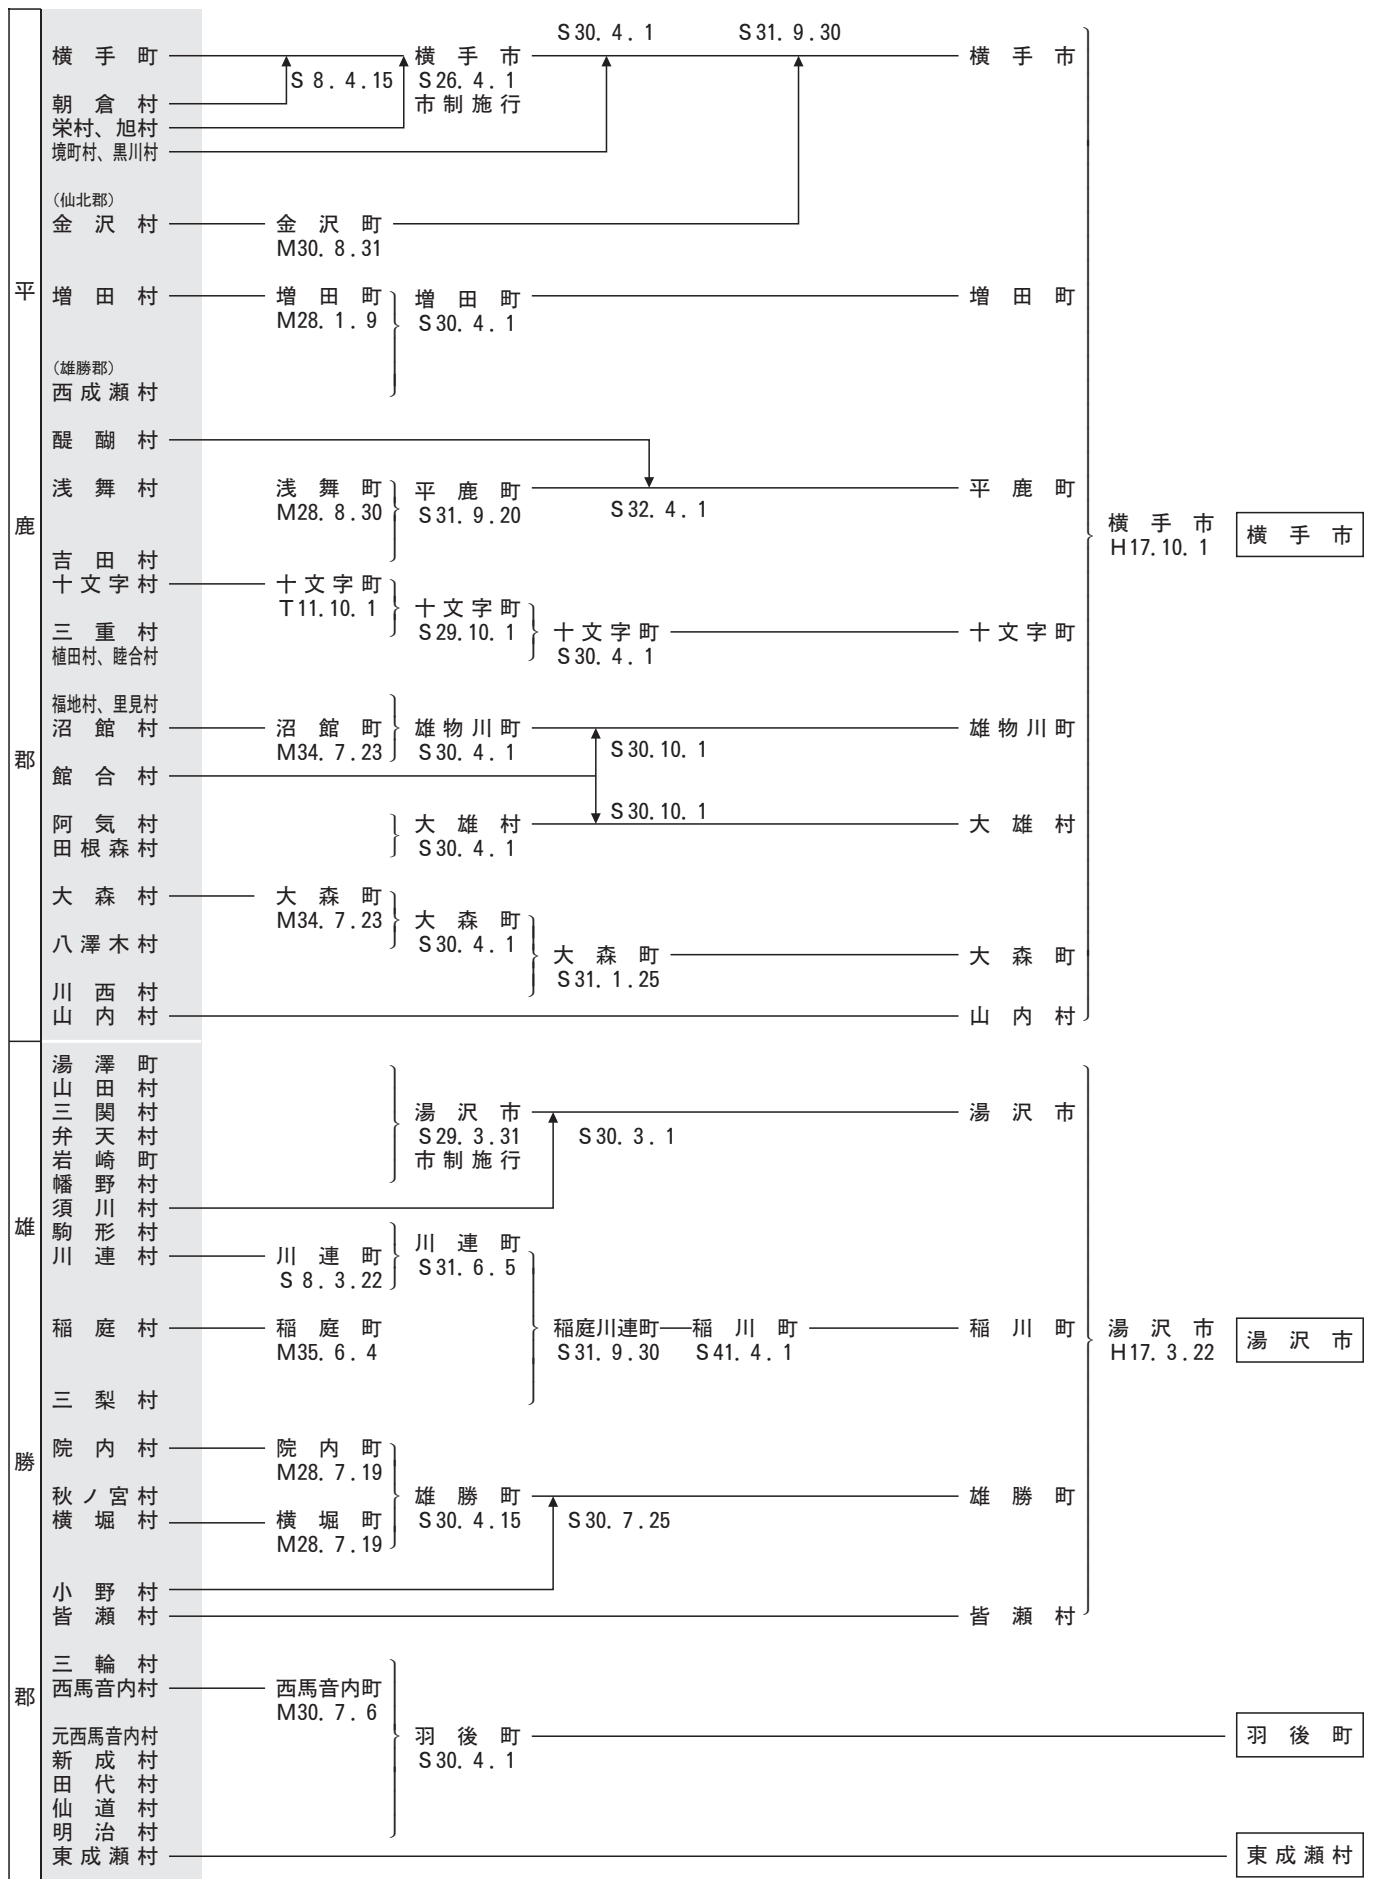 S30. 4. 1 S31. 9.30
横手町 横手市 横手市
S 8. 4.15 S26. 4. 1
朝倉村 市制施行
栄村、旭村
境町村、黒川村
(仙北郡)
金沢村 金沢町
M30. 8.31
平
増田村 増田町 増田町 増田町
M28. 1. 9 S30. 4. 1
(雄勝郡)
西成瀬村
醍醐村
浅舞村 浅舞町 平鹿町 平鹿町
M28. 8.30 S31. 9.20 S32. 4. 1
鹿
横手市 横手市
H17.10. 1
吉田村
十文字村 十文字町
T11.10. 1 十文字町
三重村 S29.10. 1 十文字町 十文字町
植田村、睦合村 S30. 4. 1
福地村、里見村
沼館村 沼館町 雄物川町 雄物川町
M34. 7.23 S30. 4. 1 S30.10. 1
郡
館合村
S30.10. 1
阿気村 大雄村 大雄村
田根森村 S30. 4. 1
大森村 大森町
M34. 7.23 大森町
八澤木村 S30. 4. 1 大森町 大森町
S31. 1.25
川西村
山内村 山内村
湯澤町
山田村
三関村 湯沢市 湯沢市
弁天村 S29. 3.31 S30. 3. 1
岩崎町 市制施行
幡野村
須川村
雄
駒形村 川連町
川連村 川連町 S31. 6. 5
S 8. 3.22
稲庭村 稲庭町 稲庭川連町 稲川町 稲川町 湯沢市 湯沢市
M35. 6. 4 S31. 9.30 S41. 4. 1 H17. 3.22
三梨村
院内村 院内町
勝
M28. 7.19
秋ノ宮村 雄勝町 雄勝町
横堀村 横堀町 S30. 4.15 S30. 7.25
M28. 7.19
小野村
皆瀬村 皆瀬村
三輪村
西馬音内村 西馬音内町
郡
M30. 7. 6
元西馬音内村 羽後町 羽後町
新成村 S30. 4. 1
田代村
仙道村
明治村
東成瀬村 東成瀬村